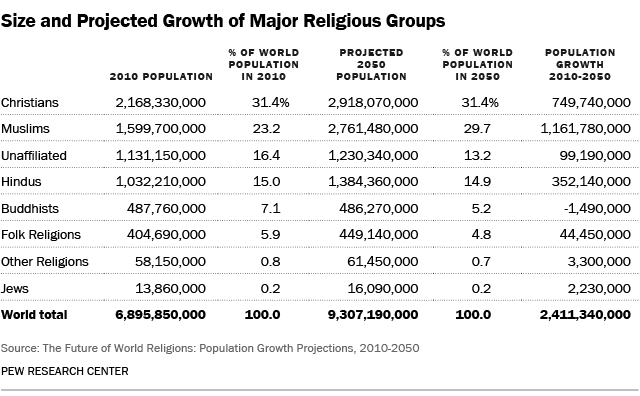 Size and Projected Growth of Major Religious Groups
2010 POPULATION % OF WORLD POPULATION IN 2010 PROJECTED 2050 POPULATION % OF WORLD POPULATION IN 2050 POPULATION GROWTH 2010-2050
Christians 2,168,330,000 31.4% 2,918,070,000 31.4% 749,740,000
Muslims 1,599,700,000 23.2 2,761,480,000 29.7 1,161,780,000
Unaffiliated 1,131,150,000 16.4 1,230,340,000 13.2 99,190,000
Hindus 1,032,210,000 15.0 1,384,360,000 14.9 352,140,000
Buddhists 487,760,000 7.1 486,270,000 5.2 -1,490,000
Folk Religions 404,690,000 5.9 449,140,000 4.8 44,450,000
Other Religions 58,150,000 0.8 61,450,000 0.7 3,300,000
Jews 13,860,000 0.2 16,090,000 0.2 2,230,000
World total 6,895,850,000 100.0 9,307,190,000 100.0 2,411,340,000
Source: The Future of World Religions: Population Growth Projections, 2010-2050
PEW RESEARCH CENTER